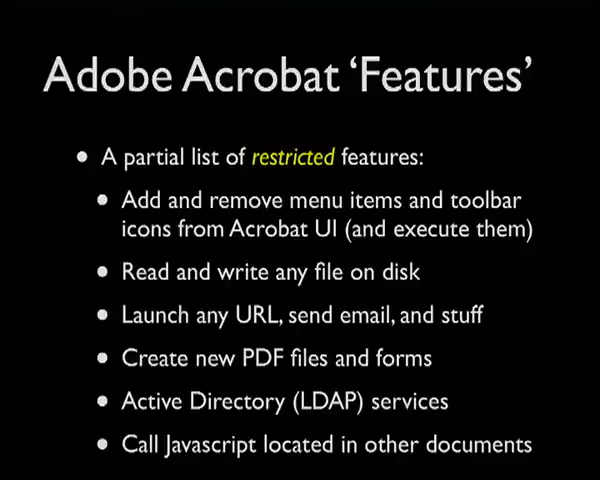 Adobe Acrobat ‘Features’
• A partial list of restricted features:
• Add and remove menu items and toolbar
icons from Acrobat UI (and execute them)
• Read and write any file on disk
• Launch any URL, send email, and stuff
• Create new PDF files and forms
• Active Directory (LDAP) services
• Call Javascript located in other documents